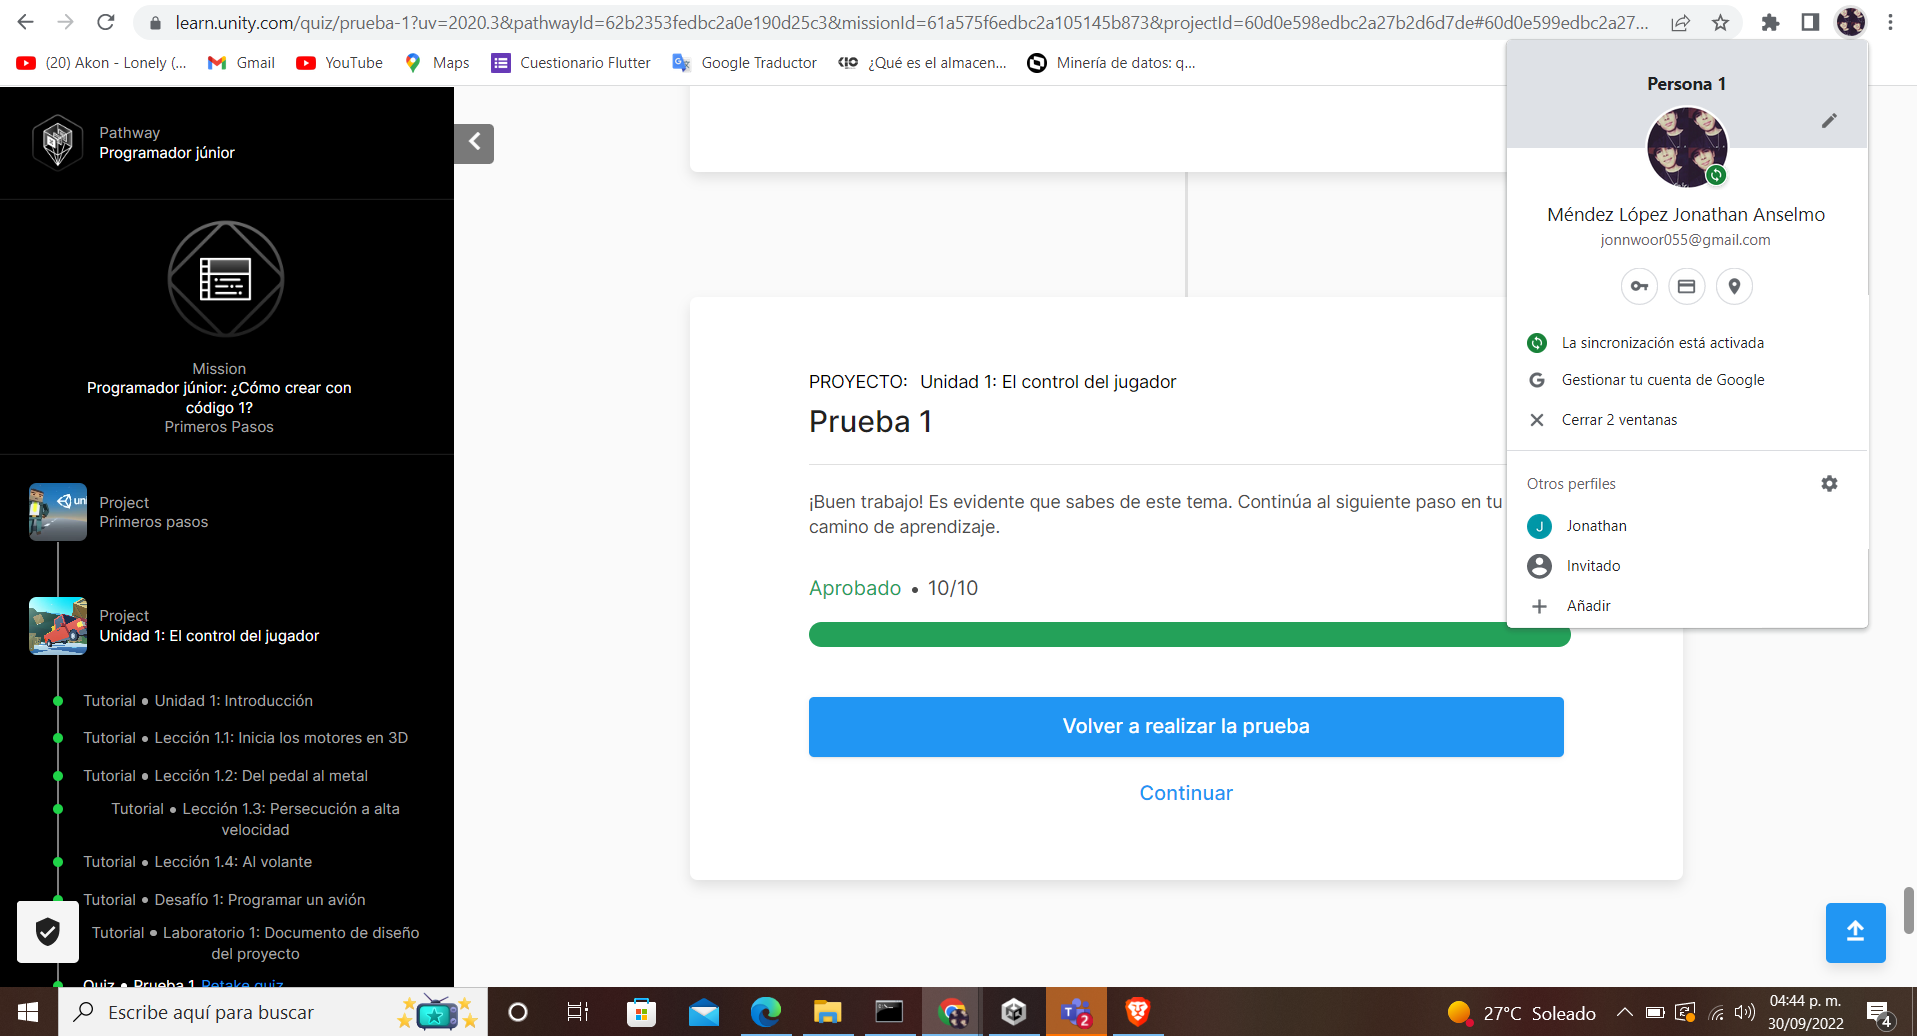 learn.unity.com/quiz/prueba-1?uv=2020.3&pathwayId=62b2353fedbc2a0e190d25c3&missionId=61a575f6edbc2a105145b873&projectId=60d0e598edbc2a27b2d6d7de#60d0e599edbc2a27...
(20) Akon - Lonely (...
Gmail
YouTube
Maps
Cuestionario Flutter
Google Traductor
¿Qué es el almacen...
Minería de datos: q...
Pathway
Programador júnior
Mission
Programador júnior: ¿Cómo crear con
código 1?
Primeros Pasos
Project
Primeros pasos
Project
Unidad 1: El control del jugador
Tutorial • Unidad 1: Introducción
Tutorial • Lección 1.1: Inicia los motores en 3D
Tutorial • Lección 1.2: Del pedal al metal
Tutorial • Lección 1.3: Persecución a alta
velocidad
Tutorial • Lección 1.4: Al volante
Tutorial • Desafío 1: Programar un avión
Tutorial • Laboratorio 1: Documento de diseño
del proyecto
Quiz • Prueba 1 Retake quiz
PROYECTO: Unidad 1: El control del jugador
Prueba 1
¡Buen trabajo! Es evidente que sabes de este tema. Continúa al siguiente paso en tu
camino de aprendizaje.
Aprobado • 10/10
Volver a realizar la prueba
Continuar
Persona 1
Méndez López Jonathan Anselmo
jonnwoor055@gmail.com
La sincronización está activada
Gestionar tu cuenta de Google
Cerrar 2 ventanas
Otros perfiles
J Jonathan
Invitado
Añadir
Escribe aquí para buscar
2
27°C Soleado
04:44 p. m.
30/09/2022
4